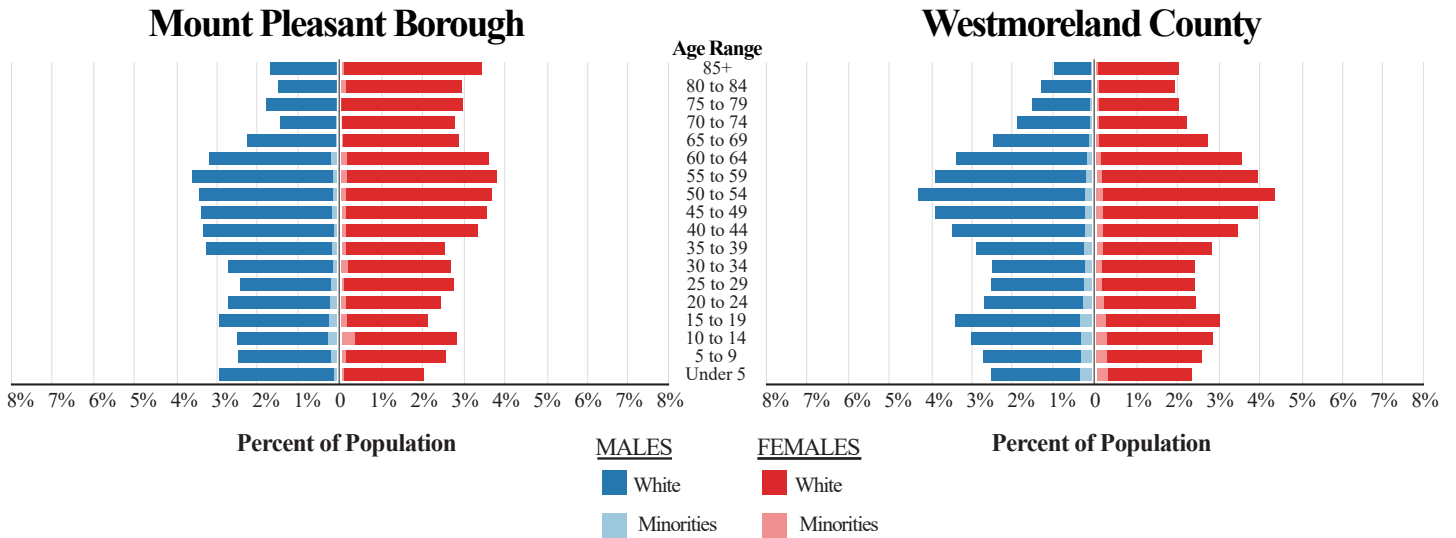 Mount Pleasant Borough
Westmoreland County
Age Range
85+
80 to 84
75 to 79
70 to 74
65 to 69
60 to 64
55 to 59
50 to 54
45 to 49
40 to 44
35 to 39
30 to 34
25 to 29
20 to 24
15 to 19
10 to 14
5 to 9
Under 5
8% 7% 6% 5% 4% 3% 2% 1% 0 1% 2% 3% 4% 5% 6% 7% 8%
8% 7% 6% 5% 4% 3% 2% 1% 0 1% 2% 3% 4% 5% 6% 7% 8%
Percent of Population
Percent of Population
MALES
FEMALES
White
White
Minorities
Minorities